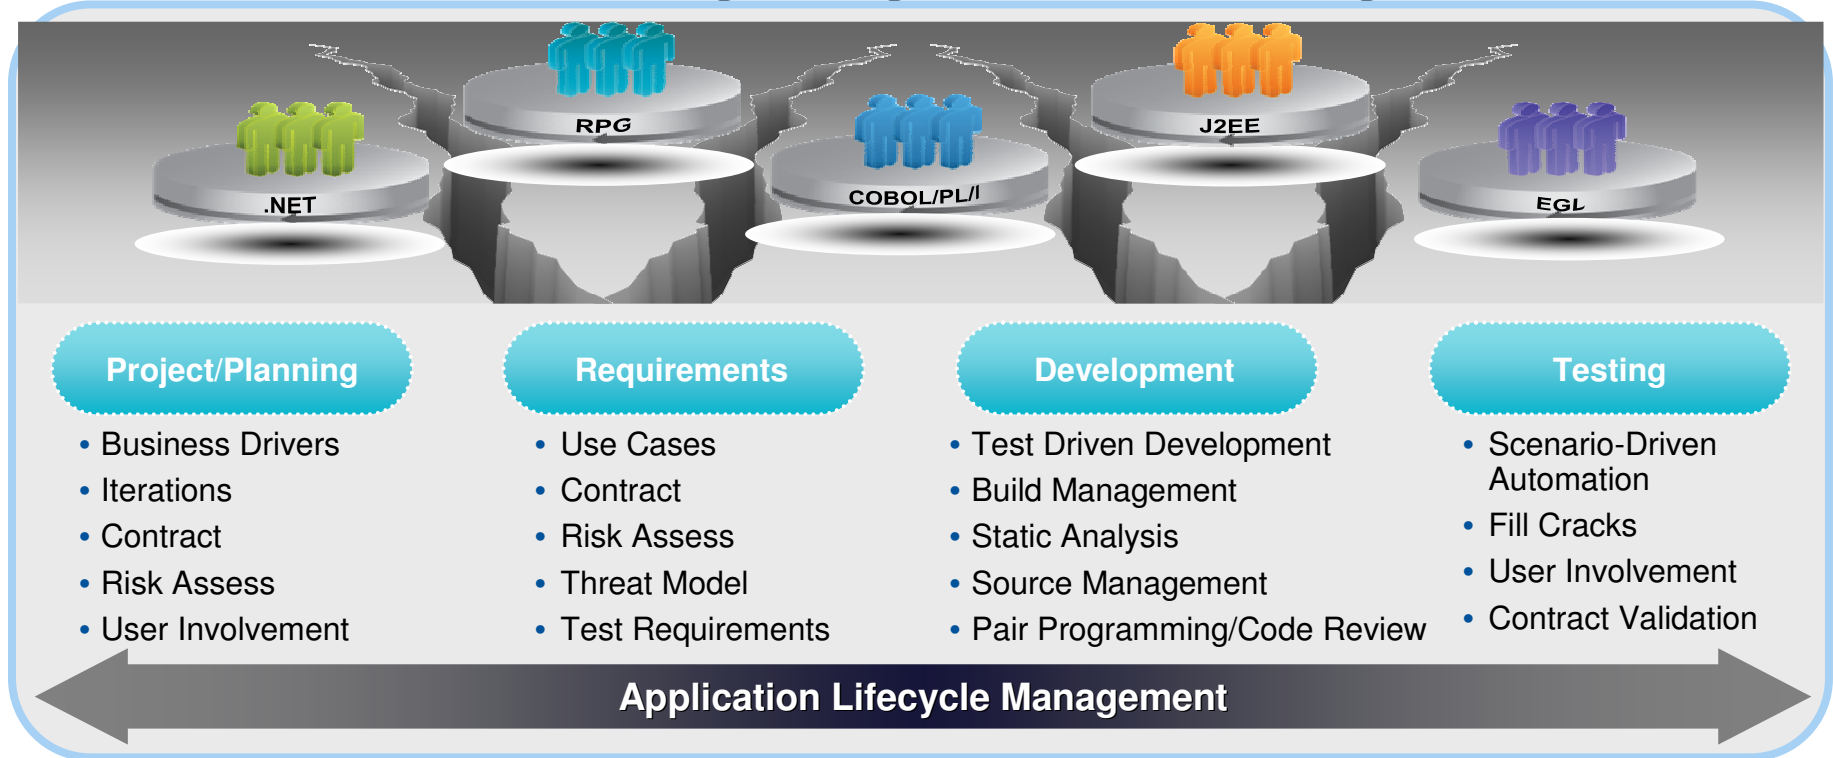 .NET
RPG
COBOL/PL/I
J2EE
EGL
Project/Planning
• Business Drivers
• Iterations
• Contract
• Risk Assess
• User Involvement
Requirements
• Use Cases
• Contract
• Risk Assess
• Threat Model
• Test Requirements
Development
• Test Driven Development
• Build Management
• Static Analysis
• Source Management
• Pair Programming/Code Review
Testing
• Scenario-Driven
Automation
• Fill Cracks
• User Involvement
• Contract Validation
Application Lifecycle Management